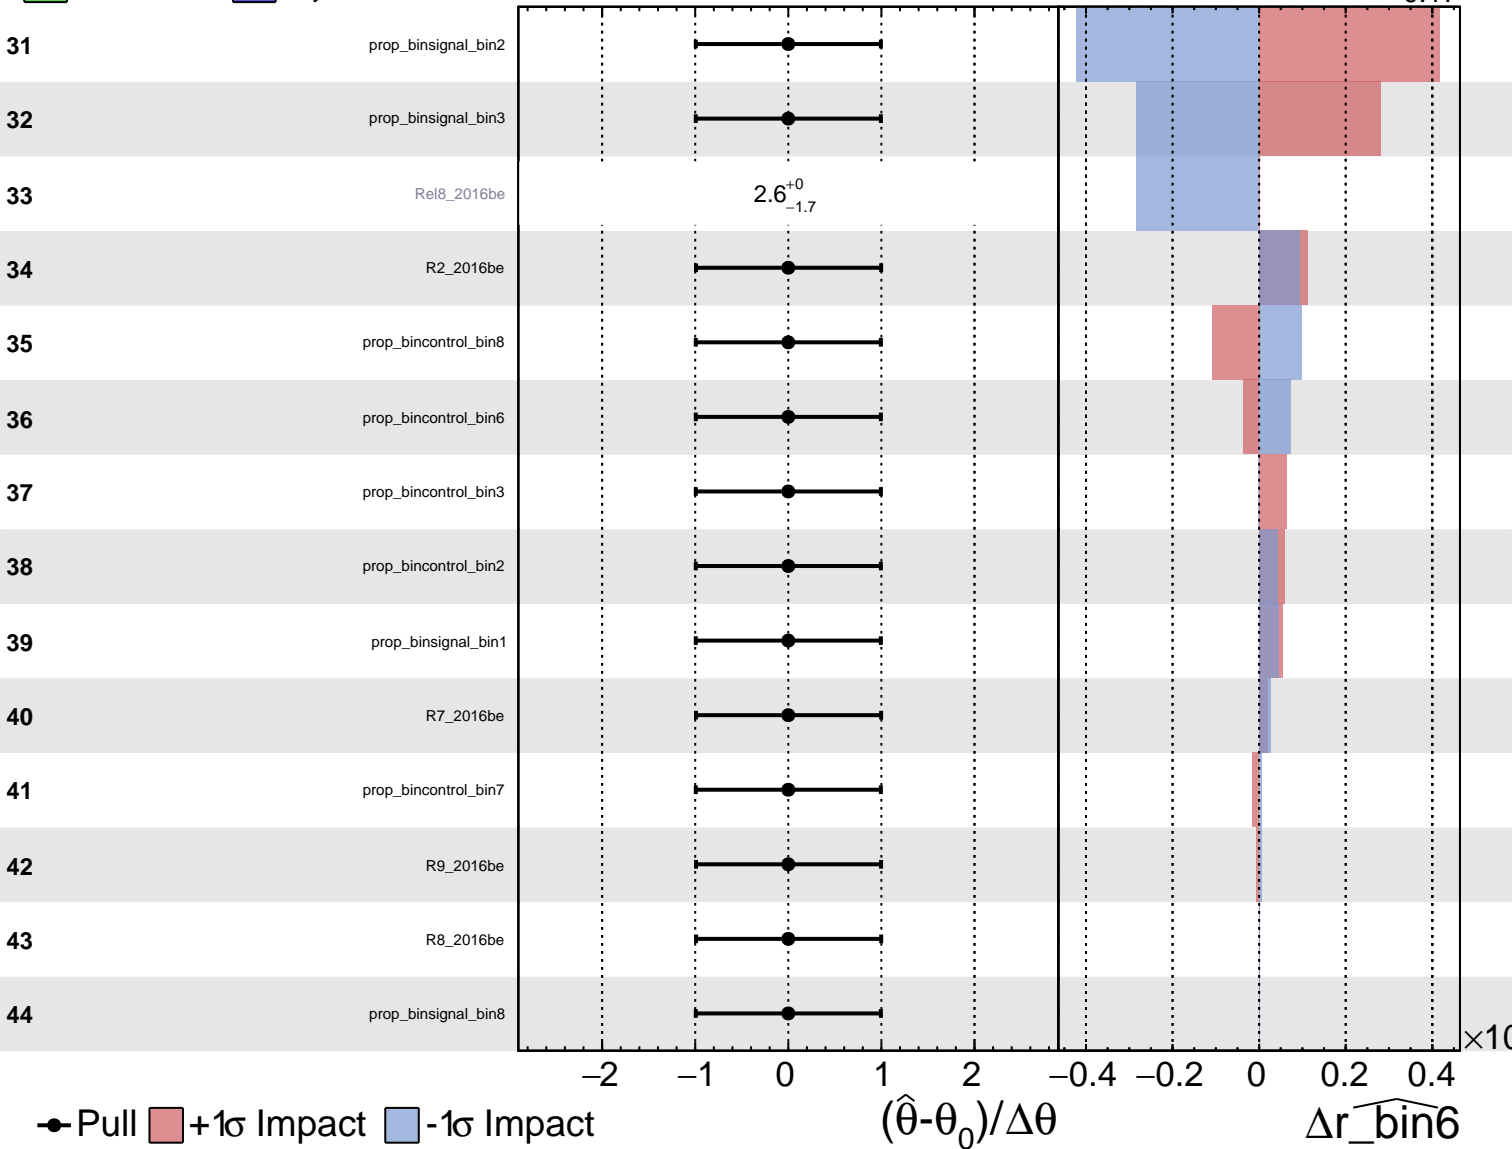 31 prop_binsignal_bin2
32 prop_binsignal_bin3
33 Rel8_2016be 2.6 +0 −1.7
34 R2_2016be
35 prop_bincontrol_bin8
36 prop_bincontrol_bin6
37 prop_bincontrol_bin3
38 prop_bincontrol_bin2
39 prop_binsignal_bin1
40 R7_2016be
41 prop_bincontrol_bin7
42 R9_2016be
43 R8_2016be
44 prop_binsignal_bin8
×10
−2 −1 0 1 2 −0.4 −0.2 0 0.2 0.4
Pull +1σ Impact -1σ Impact (θ̂-θ₀)/Δθ Δr_bin6